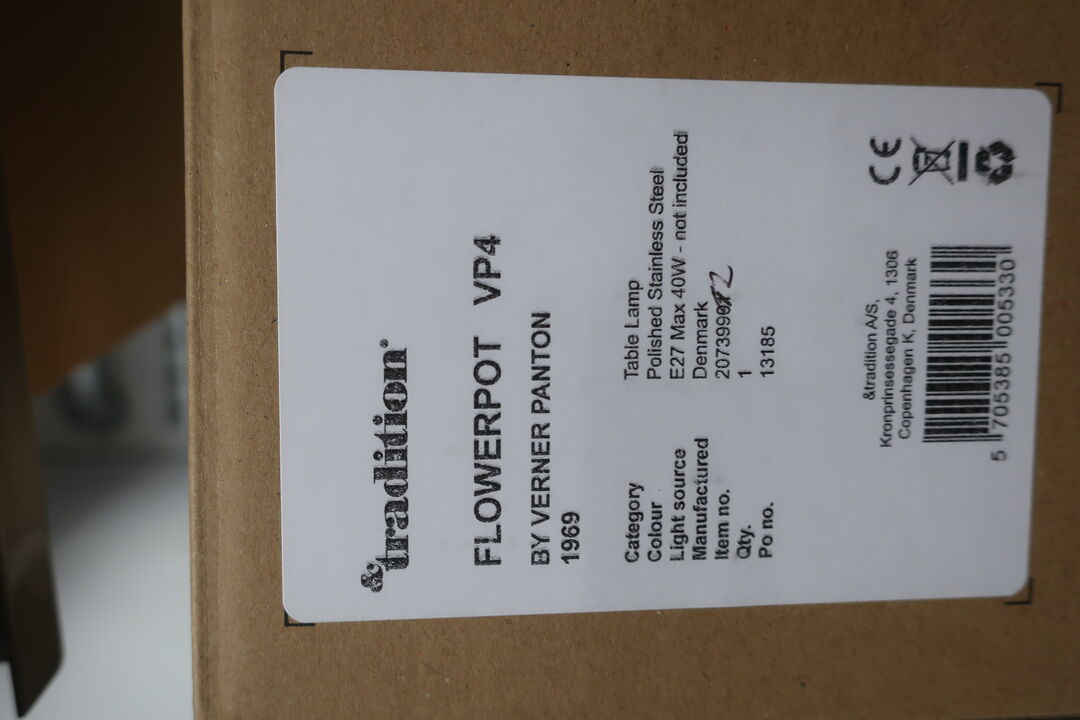 &tradition®
FLOWERPOT VP4
BY VERNER PANTON
1969
Category Table Lamp
Colour Polished Stainless Steel
Light source E27 Max 40W - not included
Manufactured Denmark
Item no.
Qty. 1
Po no. 13185
&tradition A/S,
Kronprinsessegade 4, 1306
Copenhagen K, Denmark
CE
5 705385 005330